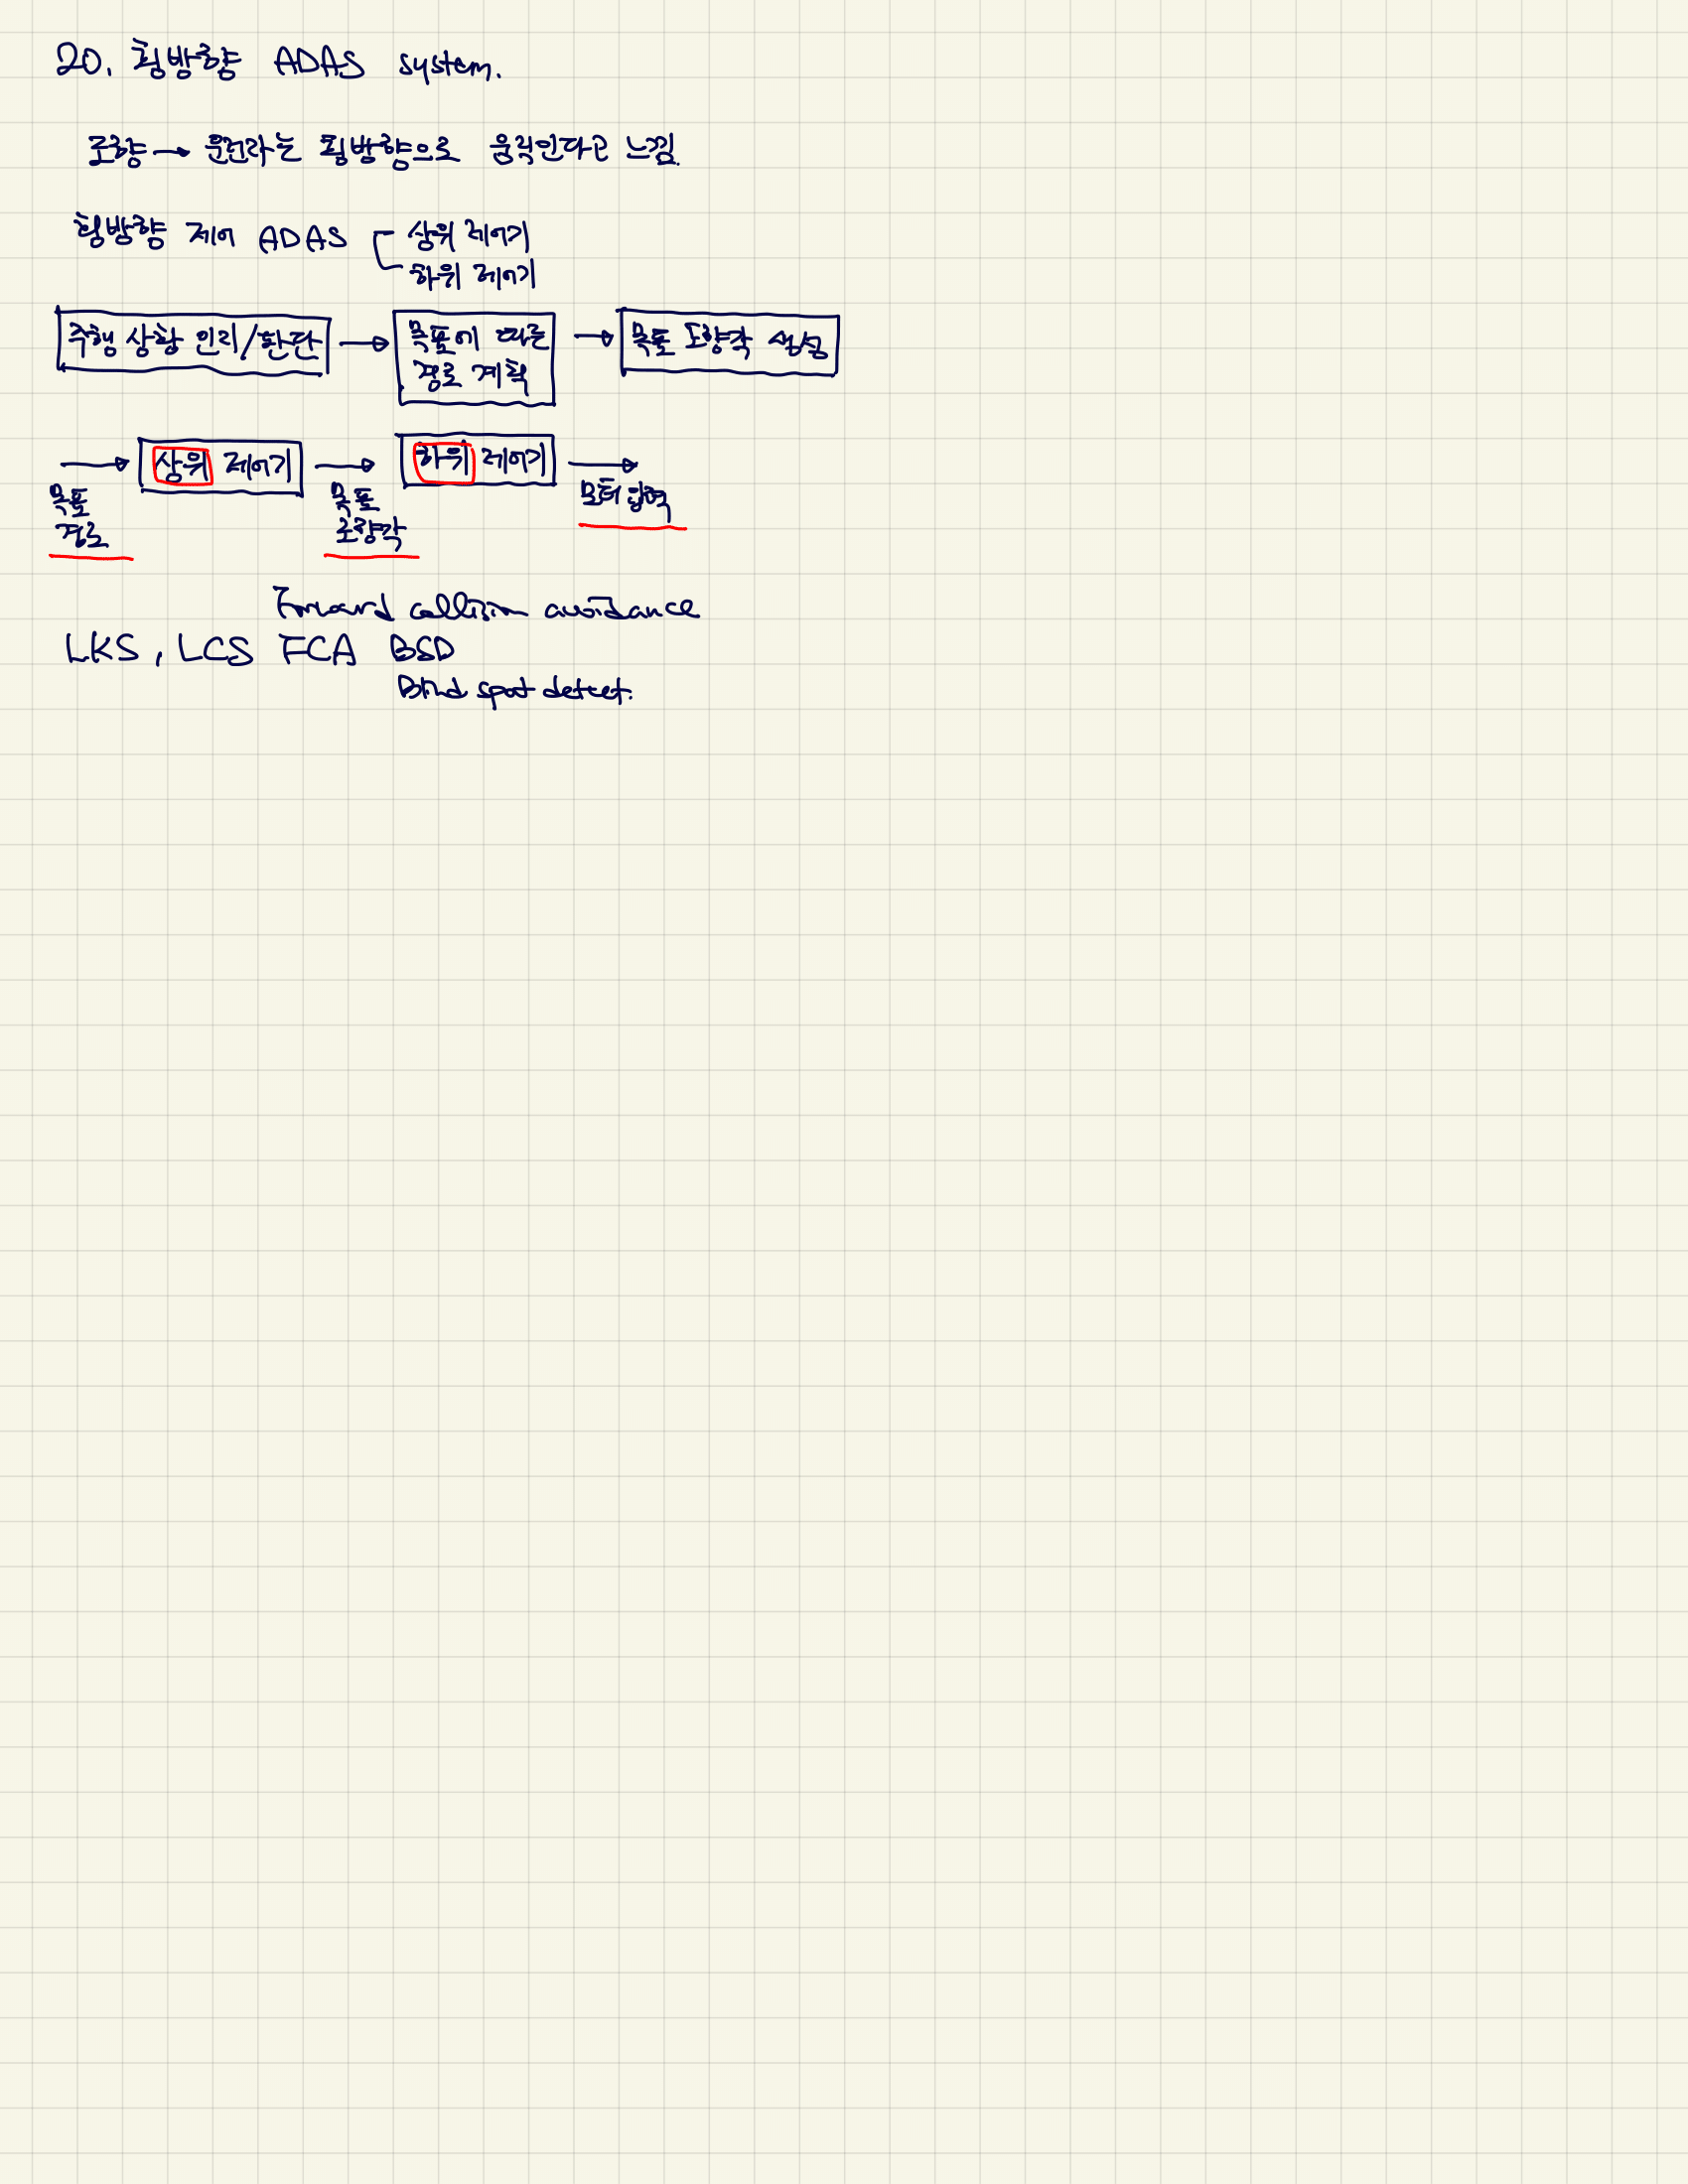 20. 횡방향 ADAS system.
조향 → 운전자는 횡방향으로 움직인다고 느낌.
횡방향 제어 ADAS
상위 제어기
하위 제어기
주행 상황 인지/판단 → 목표에 따른 → 목표 조향각 생성
경로 계획
→ 상위 제어기 → 하위 제어기 →
목표 목표 모터 입력
경로 조향각
Forward collision avoidance
LKS, LCS FCA BSD
Blind spot detect.